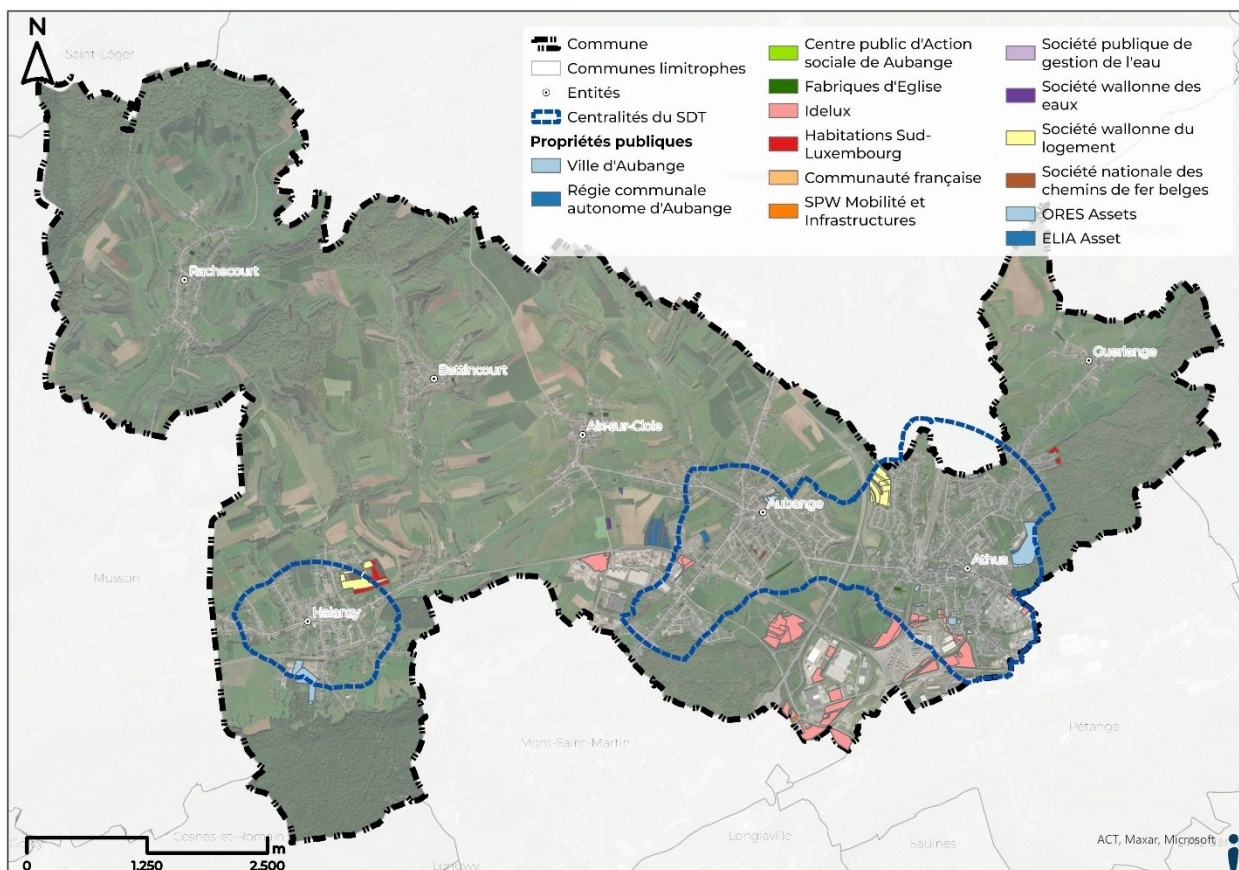 N
Saint-Léger
Commune
Communes limitrophes
Entités
Centralités du SDT
Propriétés publiques
Ville d'Aubange
Régie communale
autonome d'Aubange
Centre public d'Action
sociale de Aubange
Fabriques d'Eglise
Idelux
Habitations Sud-
Luxembourg
Communauté française
SPW Mobilité et
Infrastructures
Société publique de
gestion de l'eau
Société wallonne des
eaux
Société wallonne du
logement
Société nationale des
chemins de fer belges
ORES Assets
ELIA Asset
Rachecourt
Battincourt
Aix-sur-Cloie
Guerlange
Aubange
Athus
Musson
Halanzy
Mont-Saint-Martin
Pétange
Cosnes-et-Romain
Longlaville
Saulnes
Longwy
0
1.250
2.500
m
ACT, Maxar, Microsoft